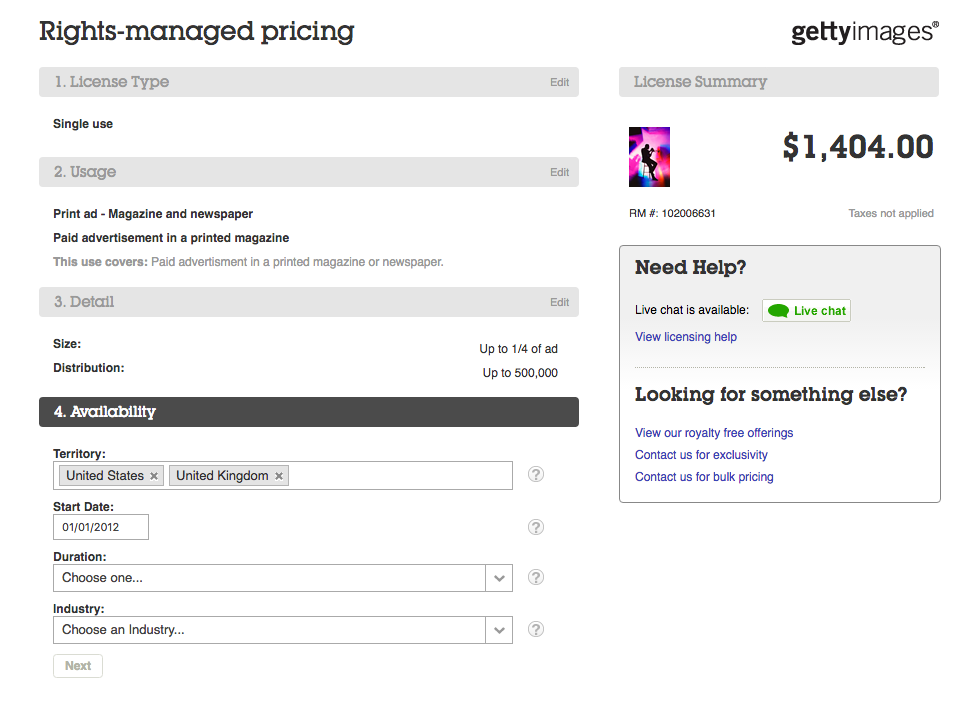 Rights-managed pricing
gettyimages®
1. License Type
Edit
Single use
2. Usage
Edit
Print ad - Magazine and newspaper
Paid advertisement in a printed magazine
This use covers: Paid advertisment in a printed magazine or newspaper.
3. Detail
Edit
Size:
Up to 1/4 of ad
Distribution:
Up to 500,000
4. Availability
Territory:
United States × United Kingdom ×
?
Start Date:
01/01/2012
?
Duration:
Choose one...
?
Industry:
Choose an Industry...
?
Next
License Summary
$1,404.00
RM #: 102006631
Taxes not applied
Need Help?
Live chat is available:
Live chat
View licensing help
Looking for something else?
View our royalty free offerings
Contact us for exclusivity
Contact us for bulk pricing